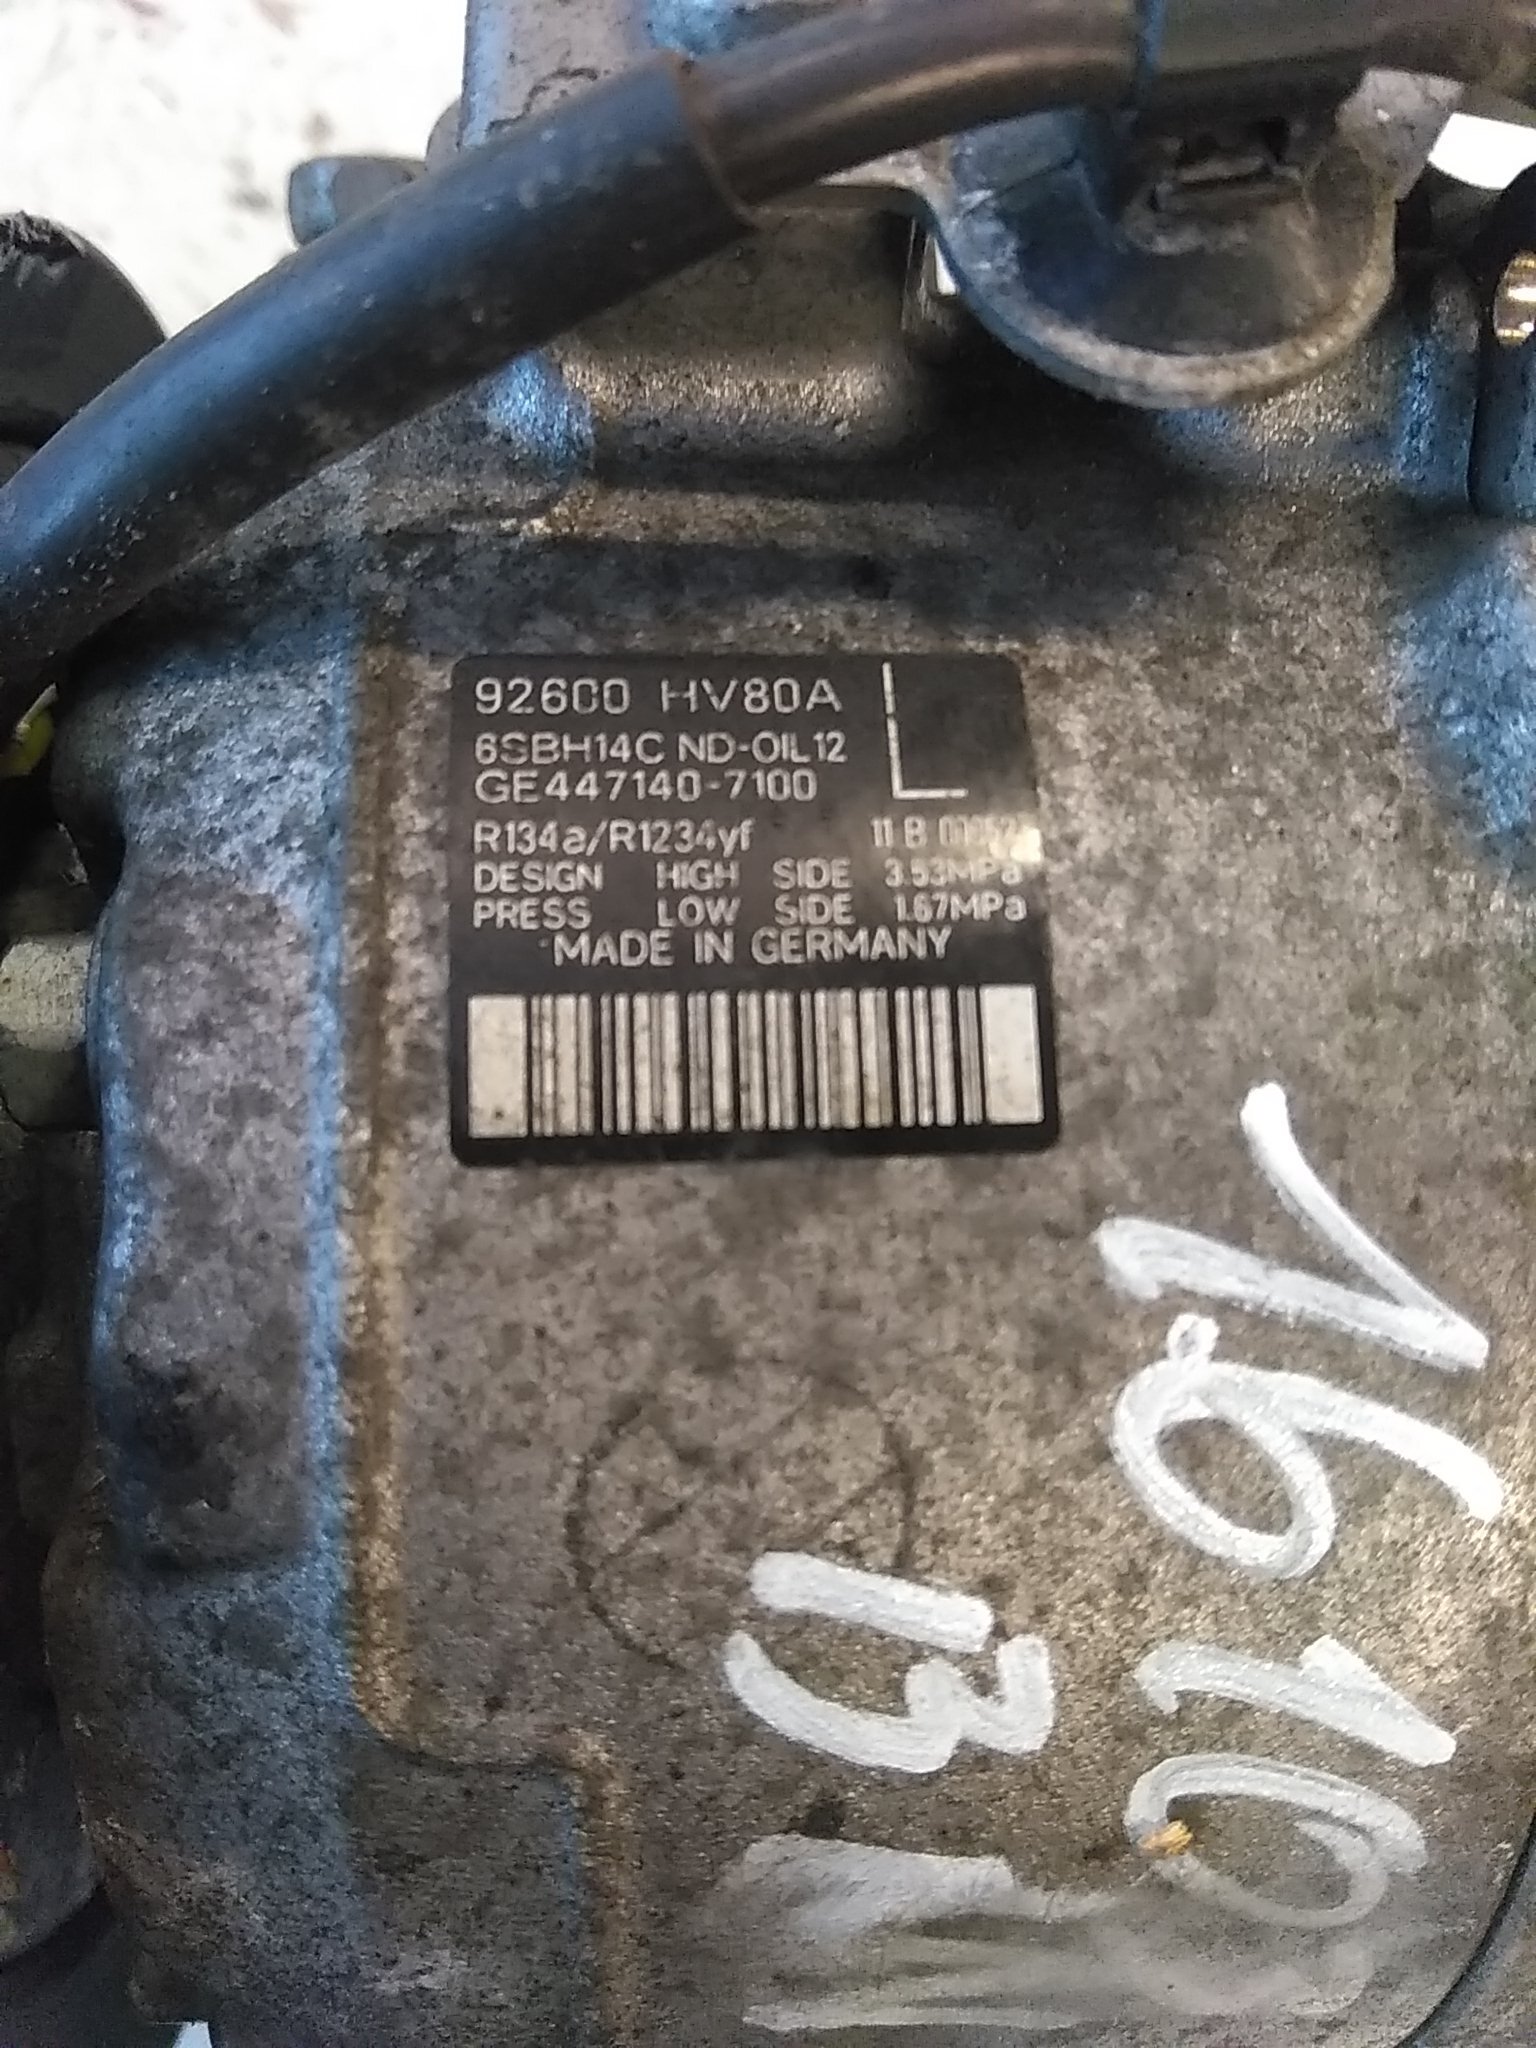 92600 HV80A L
6SBH14C ND-OIL12
GE447140-7100
R134a/R1234yf 11 B
DESIGN HIGH SIDE 3.53MPa
PRESS LOW SIDE 1.67MPa
MADE IN GERMANY